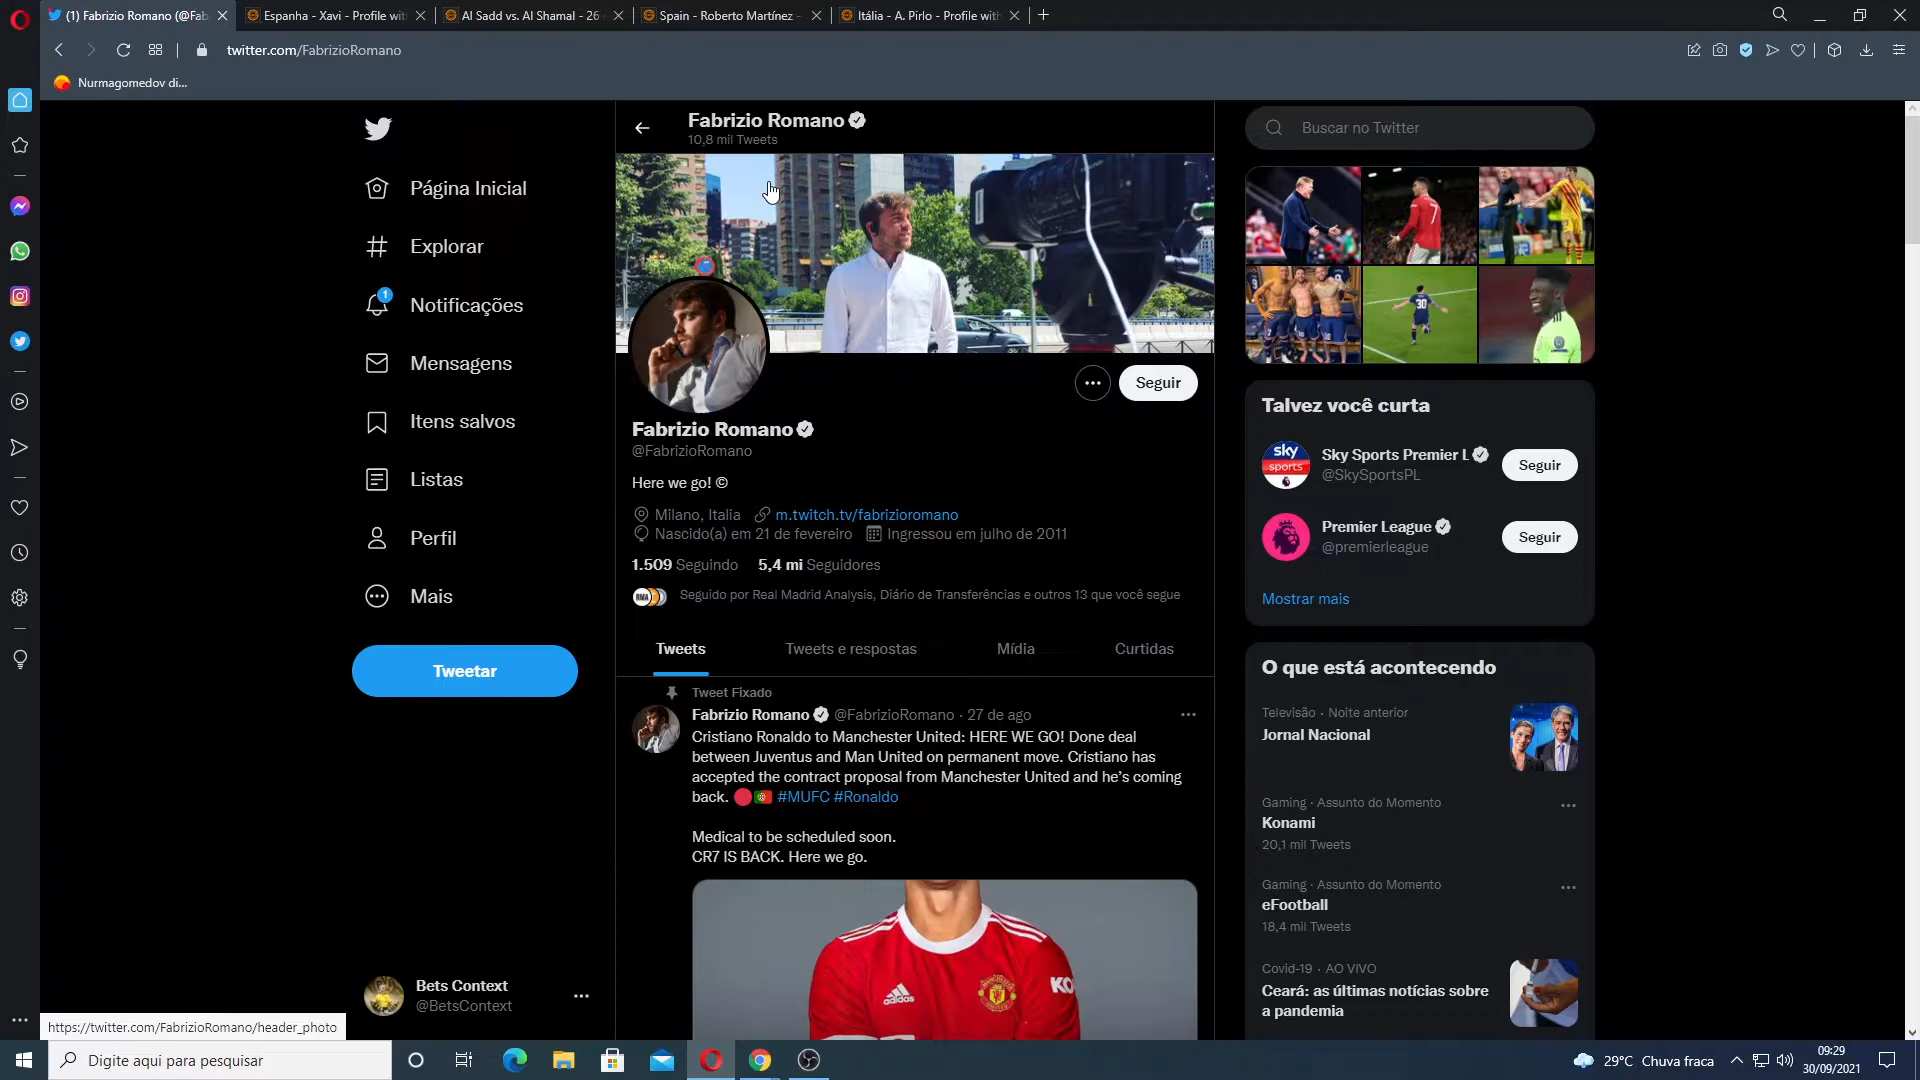 (1) Fabrizio Romano (@Fab
Espanha - Xavi - Profile wit
Al Sadd vs. Al Shamal - 26
Spain - Roberto Martínez -
Itália - A. Pirlo - Profile with
twitter.com/FabrizioRomano
Nurmagomedov di...
Fabrizio Romano
10,8 mil Tweets
Buscar no Twitter
Página Inicial
Explorar
1
Notificações
Mensagens
Itens salvos
Listas
Perfil
Mais
Tweetar
Seguir
Fabrizio Romano
@FabrizioRomano
Here we go! ©
Milano, Italia m.twitch.tv/fabrizioromano
Nascido(a) em 21 de fevereiro Ingressou em julho de 2011
1.509 Seguindo 5,4 mi Seguidores
RMA
Seguido por Real Madrid Analysis, Diário de Transferências e outros 13 que você segue
Tweets Tweets e respostas Mídia Curtidas
Tweet Fixado
Fabrizio Romano @FabrizioRomano · 27 de ago
Cristiano Ronaldo to Manchester United: HERE WE GO! Done deal
between Juventus and Man United on permanent move. Cristiano has
accepted the contract proposal from Manchester United and he's coming
back. 🔴🇵🇹 #MUFC #Ronaldo
Medical to be scheduled soon.
CR7 IS BACK. Here we go.
adidas
KO
7
30
Talvez você curta
sky
sports
Sky Sports Premier L
@SkySportsPL
Seguir
Premier League
@premierleague
Seguir
Mostrar mais
O que está acontecendo
Televisão · Noite anterior
Jornal Nacional
Gaming · Assunto do Momento
Konami
20,1 mil Tweets
Gaming · Assunto do Momento
eFootball
18,4 mil Tweets
Covid-19 · AO VIVO
Ceará: as últimas notícias sobre
a pandemia
Bets Context
@BetsContext
https://twitter.com/FabrizioRomano/header_photo
Digite aqui para pesquisar
29°C Chuva fraca
09:29
30/09/2021